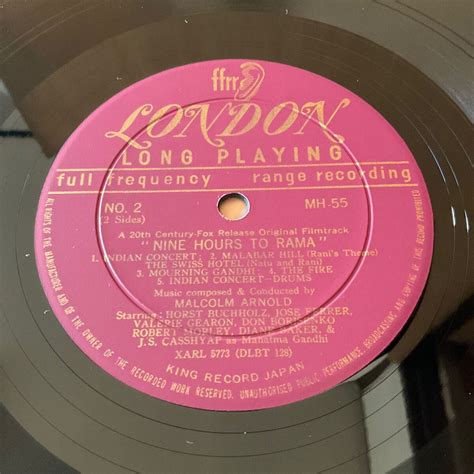 ffrr
LONDON
LONG PLAYING
full frequency range recording
NO. 2
(2 Sides)
MH-55
A 20th Century-Fox Release Original Filmtrack
"NINE HOURS TO RAMA"
1. INDIAN CONCERT; 2. MALABAR HILL (Rani's Theme)
THE SWISS HOTEL (Natu and Rani)
3. MOURNING GANDHI 4. THE FIRE
5. INDIAN CONCERT-DRUMS
Music composed & Conducted by
MALCOLM ARNOLD
Starring: HORST BUCHHOLZ, JOSE FERRER,
VALERIE GEARON, DON BORISENKO
ROBERT MORLEY, DIANE BAKER, &
J.S. CASSHYAP as Mahatma Gandhi
XARL 5773 (DLBT 128)
KING RECORD JAPAN
ALL RIGHTS OF THE MANUFACTURER AND OF THE OWNER OF THE RECORDED WORK RESERVED. UNAUTHORISED PUBLIC PERFORMANCE, BROADCASTING AND COPYING OF THIS RECORD PROHIBITED